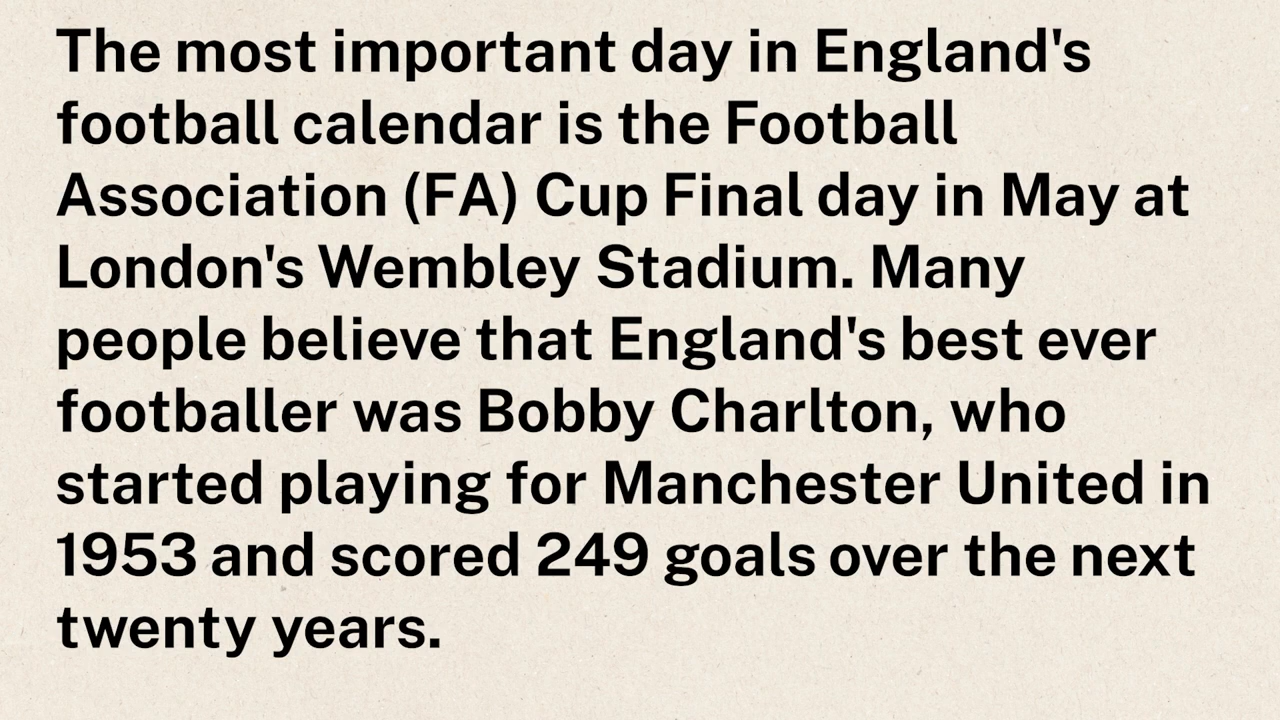 The most important day in England's
football calendar is the Football
Association (FA) Cup Final day in May at
London's Wembley Stadium. Many
people believe that England's best ever
footballer was Bobby Charlton, who
started playing for Manchester United in
1953 and scored 249 goals over the next
twenty years.